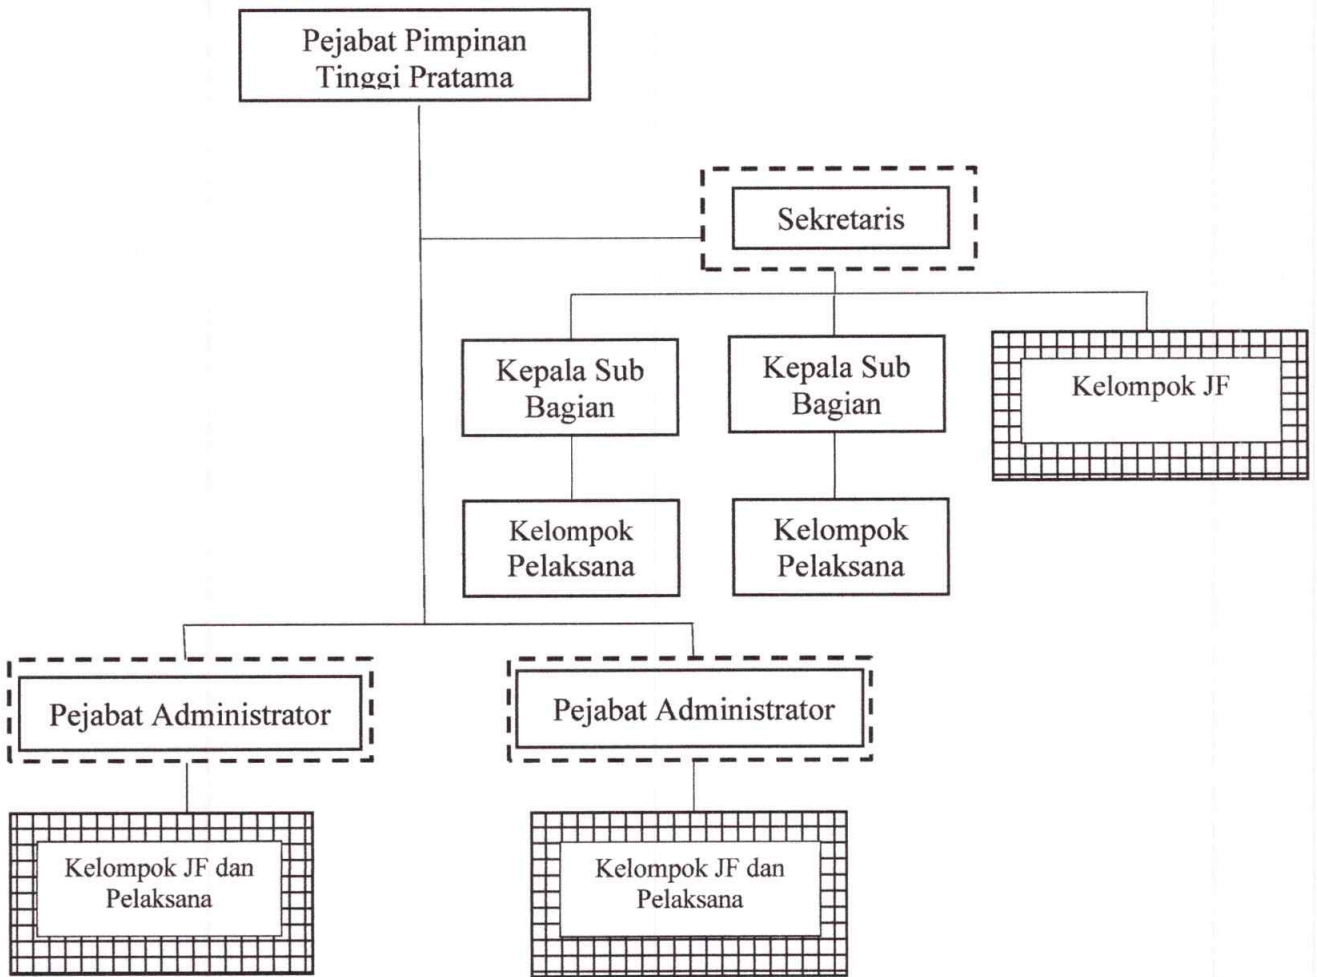 Pejabat Pimpinan
Tinggi Pratama
Sekretaris
Kepala Sub
Bagian
Kepala Sub
Bagian
Kelompok JF
Kelompok
Pelaksana
Kelompok
Pelaksana
Pejabat Administrator
Pejabat Administrator
Kelompok JF dan
Pelaksana
Kelompok JF dan
Pelaksana